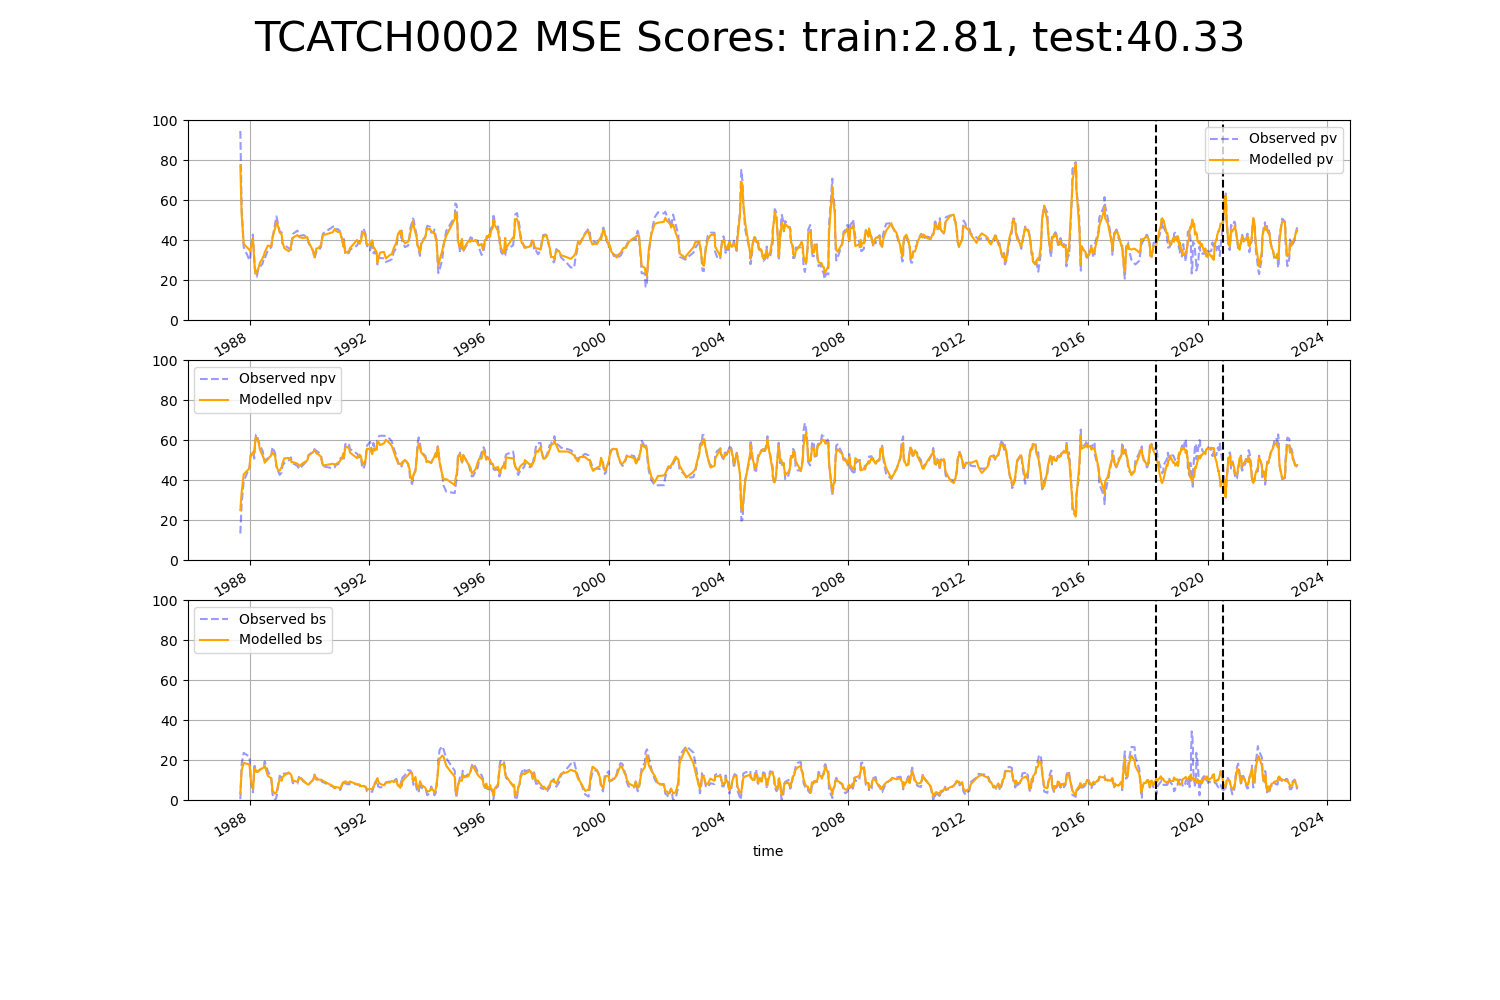 TCATCH0002 MSE Scores: train:2.81, test:40.33
100
80
60
40
20
0
Observed pv
Modelled pv
1988 1992 1996 2000 2004 2008 2012 2016 2020 2024
100
80
60
40
20
0
Observed npv
Modelled npv
1988 1992 1996 2000 2004 2008 2012 2016 2020 2024
100
80
60
40
20
0
Observed bs
Modelled bs
1988 1992 1996 2000 2004 2008 2012 2016 2020 2024
time